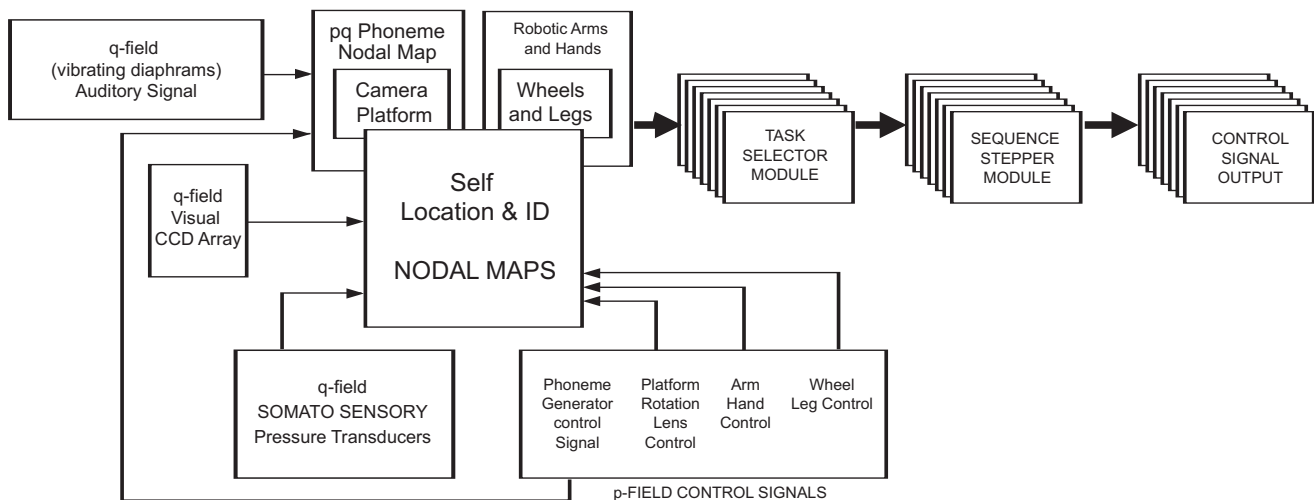 q-field
(vibrating diaphrams)
Auditory Signal
pq Phoneme
Nodal Map
Camera
Platform
Robotic Arms
and Hands
Wheels
and Legs
Self
Location & ID
NODAL MAPS
TASK
SELECTOR
MODULE
SEQUENCE
STEPPER
MODULE
CONTROL
SIGNAL
OUTPUT
q-field
Visual
CCD Array
q-field
SOMATO SENSORY
Pressure Transducers
Phoneme
Generator
control
Signal
Platform
Rotation
Lens
Control
Arm
Hand
Control
Wheel
Leg Control
p-FIELD CONTROL SIGNALS